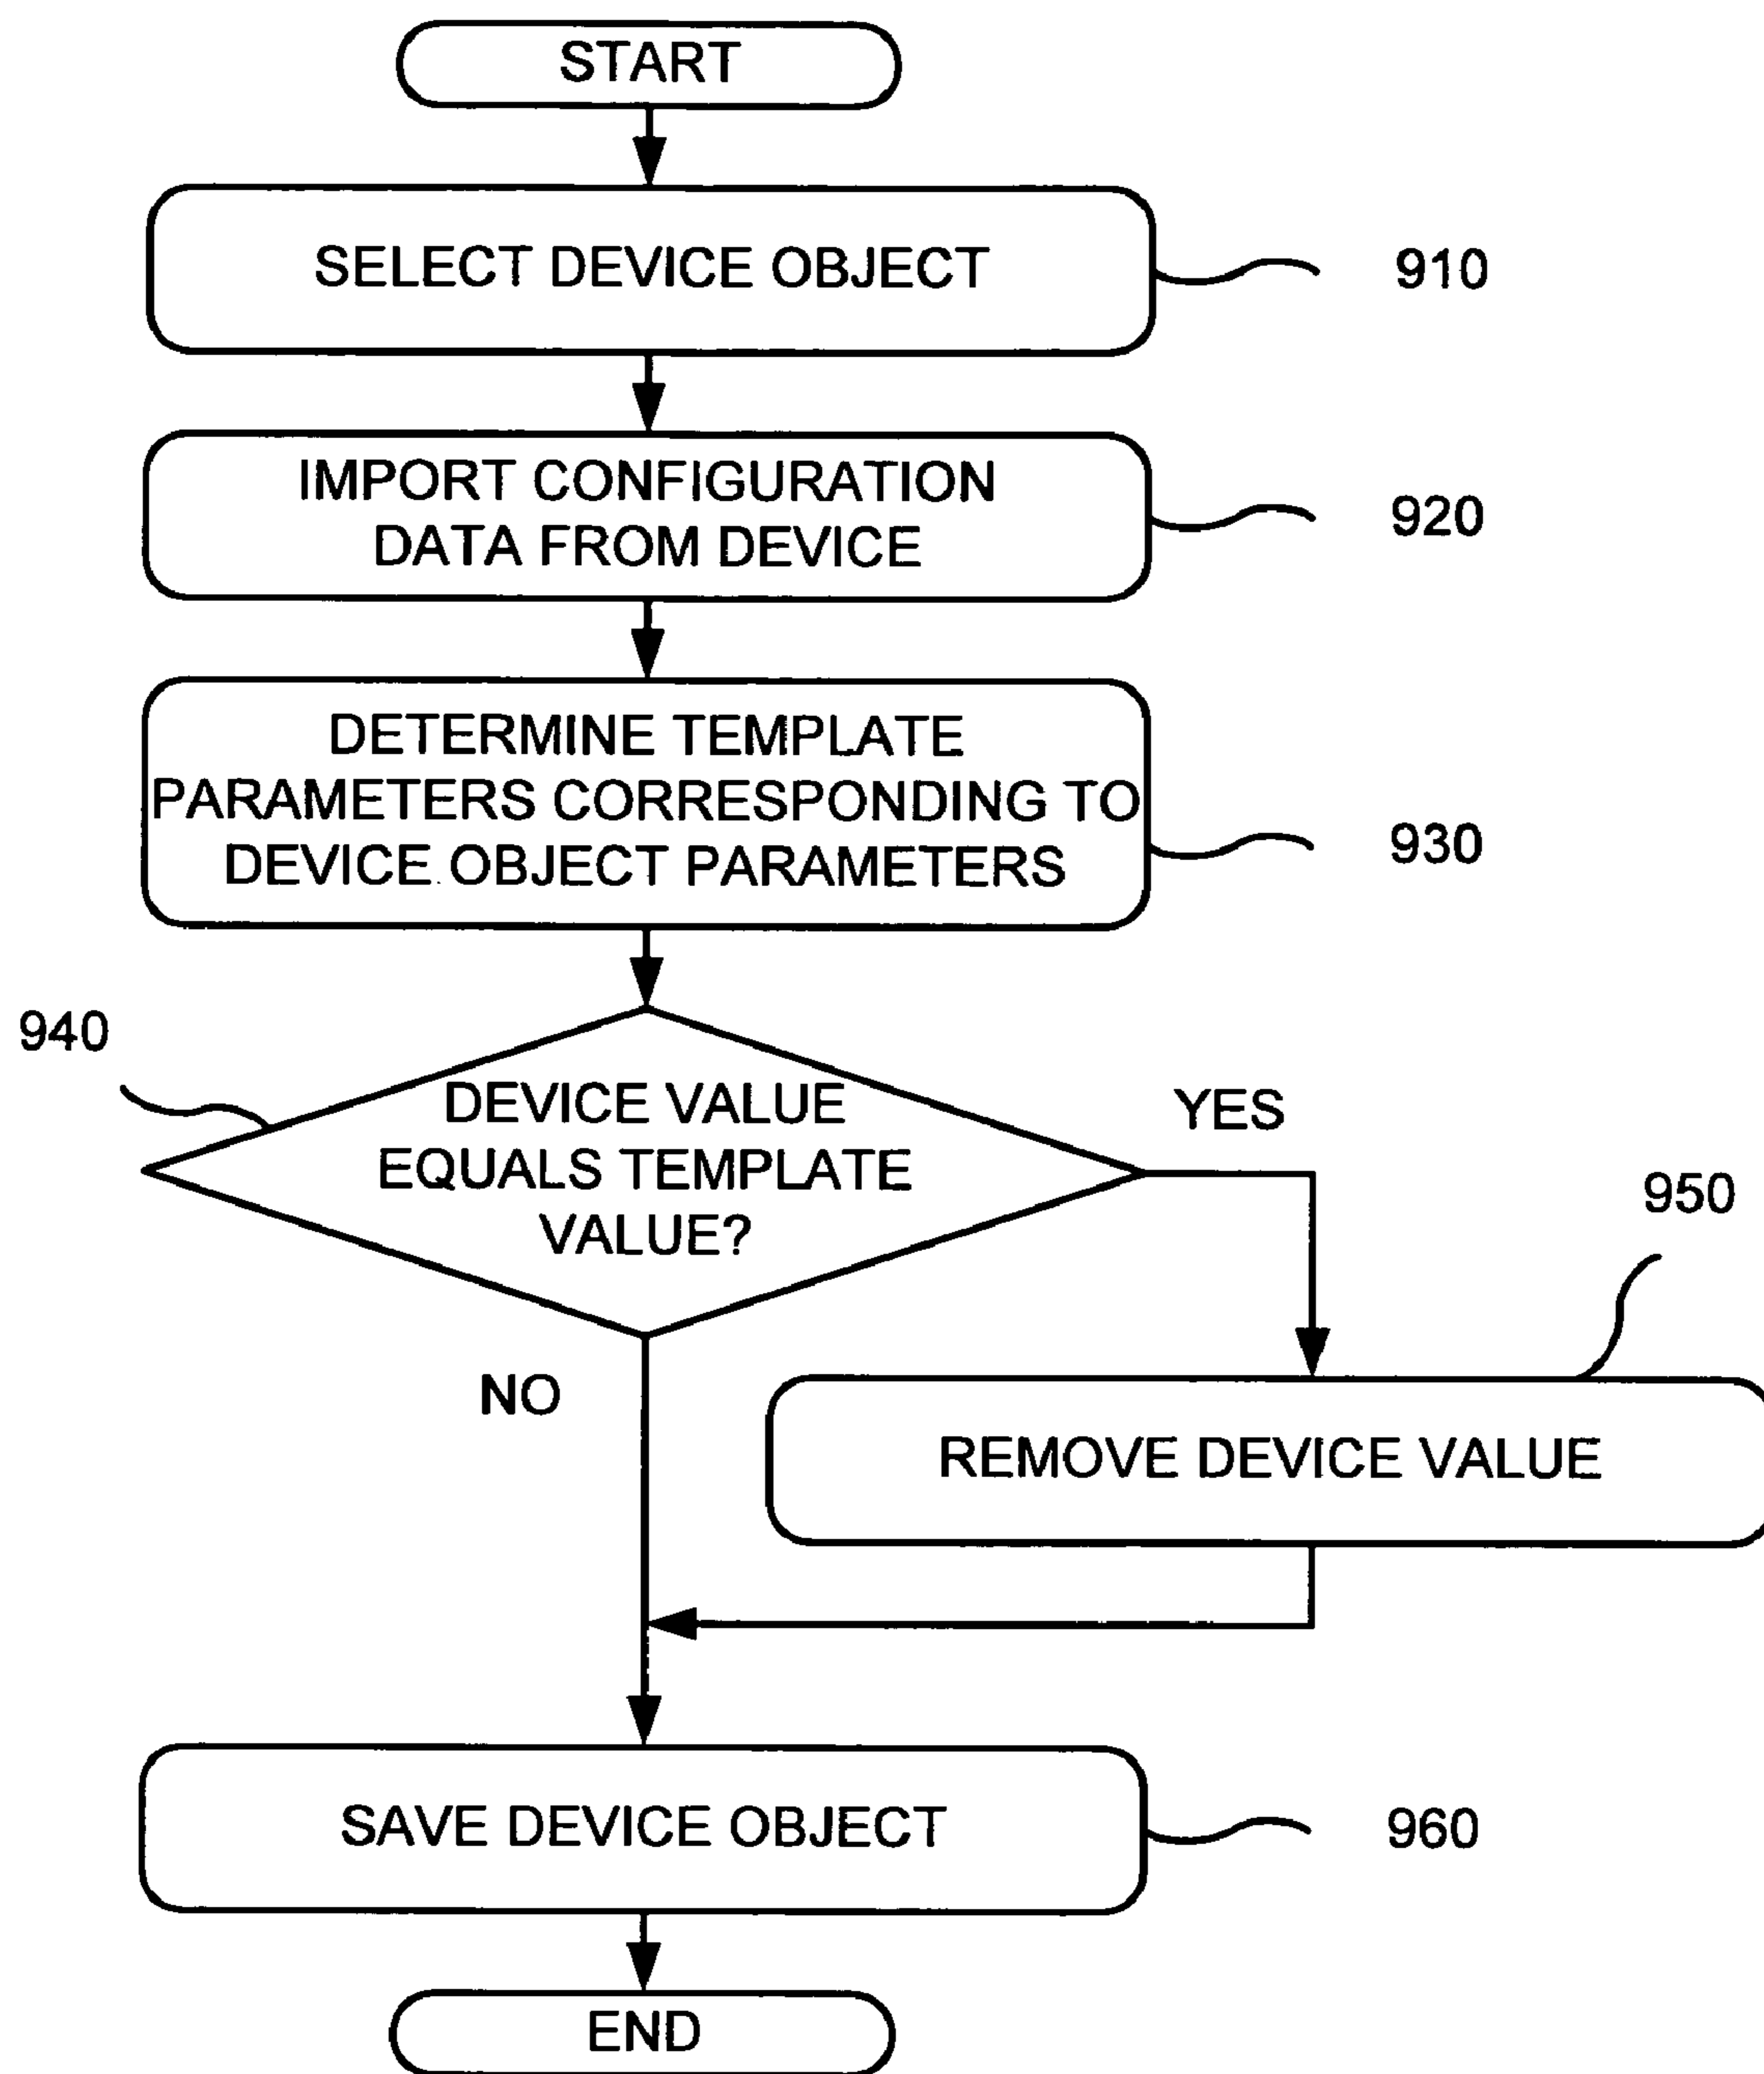 START
SELECT DEVICE OBJECT
910
IMPORT CONFIGURATION
DATA FROM DEVICE
920
DETERMINE TEMPLATE
PARAMETERS CORRESPONDING TO
DEVICE OBJECT PARAMETERS
930
940
DEVICE VALUE
EQUALS TEMPLATE
VALUE?
YES
950
NO
REMOVE DEVICE VALUE
SAVE DEVICE OBJECT
960
END